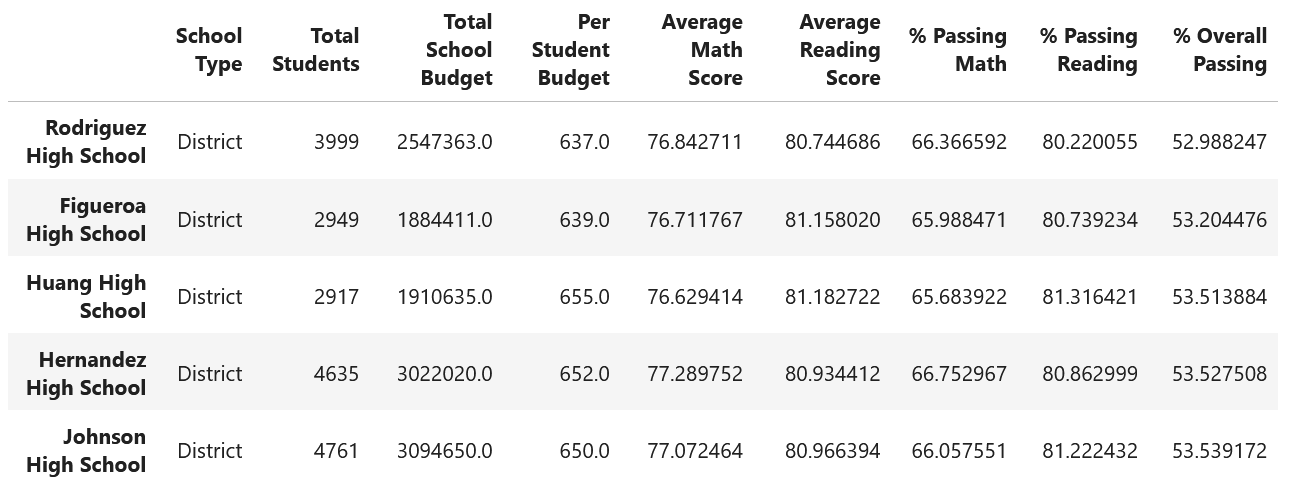 School Type Total Students Total School Budget Per Student Budget Average Math Score Average Reading Score % Passing Math % Passing Reading % Overall Passing
Rodriguez High School District 3999 2547363.0 637.0 76.842711 80.744686 66.366592 80.220055 52.988247
Figueroa High School District 2949 1884411.0 639.0 76.711767 81.158020 65.988471 80.739234 53.204476
Huang High School District 2917 1910635.0 655.0 76.629414 81.182722 65.683922 81.316421 53.513884
Hernandez High School District 4635 3022020.0 652.0 77.289752 80.934412 66.752967 80.862999 53.527508
Johnson High School District 4761 3094650.0 650.0 77.072464 80.966394 66.057551 81.222432 53.539172